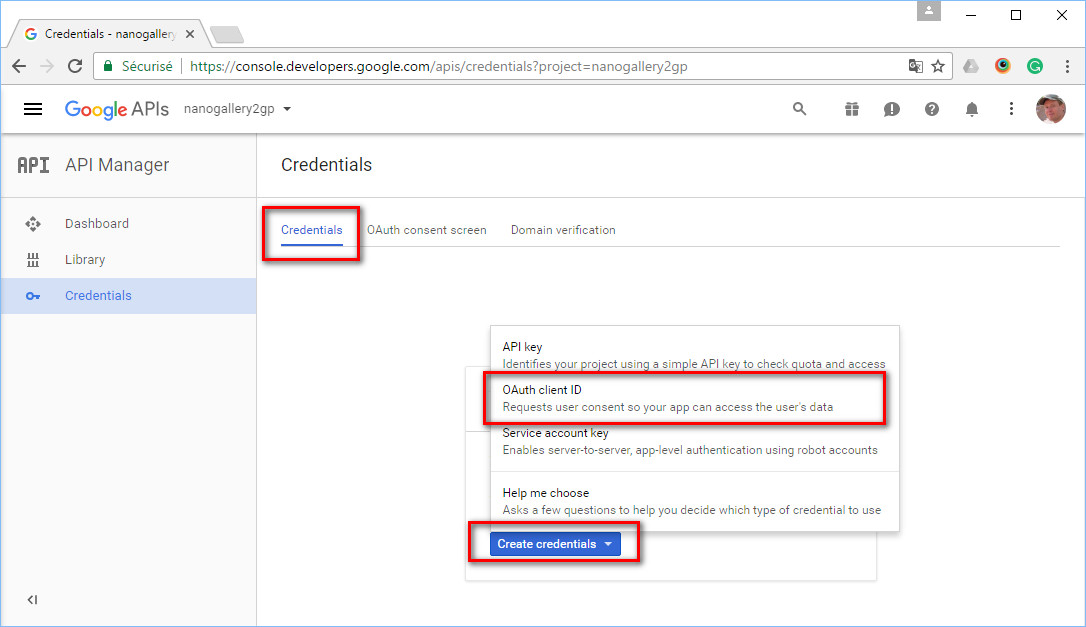 Credentials - nanogallery
Sécurisé https://console.developers.google.com/apis/credentials?project=nanogallery2gp
Google APIs nanogallery2gp
API API Manager
Credentials
Dashboard
Library
Credentials
Credentials OAuth consent screen Domain verification
API key
Identifies your project using a simple API key to check quota and access
OAuth client ID
Requests user consent so your app can access the user's data
Service account key
Enables server-to-server, app-level authentication using robot accounts
Help me choose
Asks a few questions to help you decide which type of credential to use
Create credentials